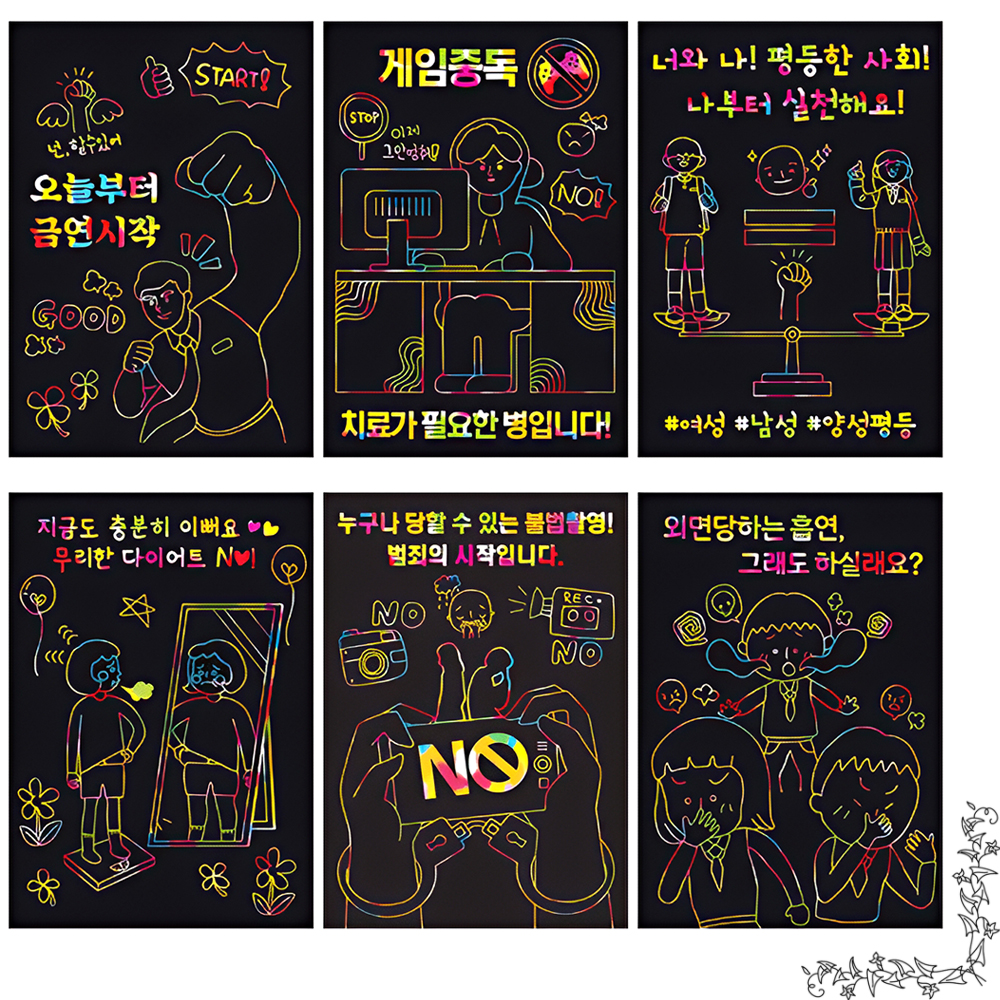 START!
넌, 할수있어
오늘부터
금연시작
GOOD
게임중독
STOP
이제
그만멈춰!
NO!
치료가 필요한 병입니다!
너와 나! 평등한 사회!
나부터 실천해요!
#여성 #남성 #양성평등
지금도 충분히 이뻐요
무리한 다이어트 NO!
누구나 당할 수 있는 불법촬영!
범죄의 시작입니다.
NO
REC
NO
NO
외면당하는 흡연,
그래도 하실래요?